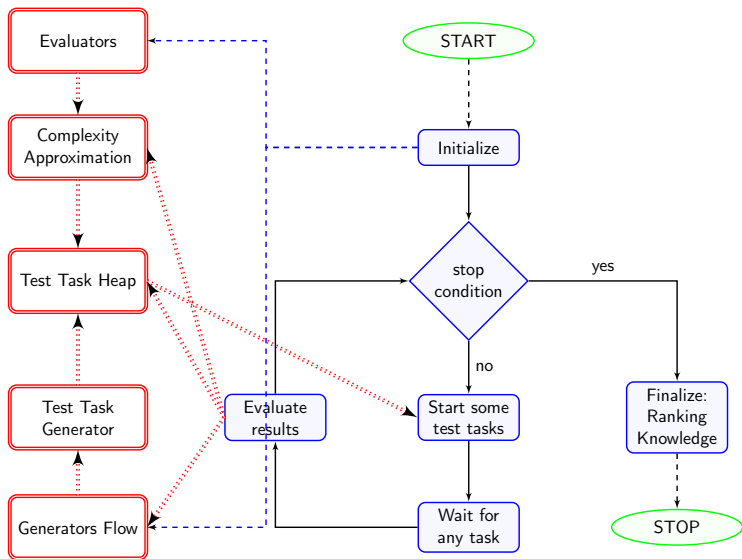 Evaluators
START
Complexity
Approximation
Initialize
Test Task Heap
stop
condition
yes
no
Test Task
Generator
Evaluate
results
Start some
test tasks
Finalize:
Ranking
Knowledge
Generators Flow
Wait for
any task
STOP